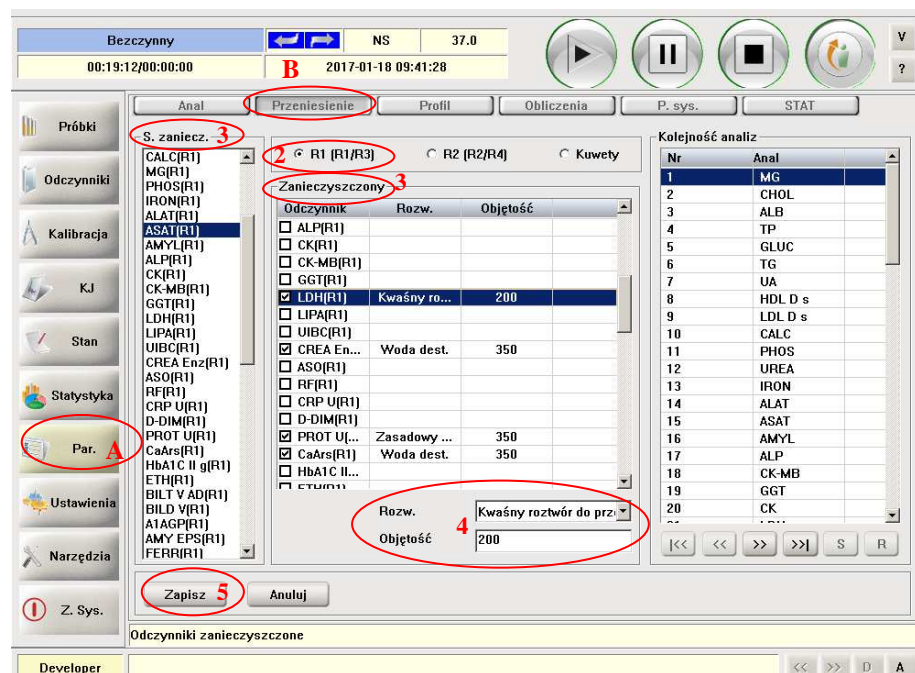 Bezczynny NS 37.0 V
00:19:12/00:00:00 B 2017-01-18 09:41:28 ?
Anal Przeniesienie Profil Obliczenia P. sys. STAT
Próbki
Odczynniki
Kalibracja
KJ
Stan
Statystyka
Par. A
Ustawienia
Narzędzia
Z. Sys.
S. zaniecz. 3
CALC(R1)
MG(R1)
PHOS(R1)
IRON(R1)
ALAT(R1)
ASAT(R1)
AMYL(R1)
ALP(R1)
CK(R1)
CK-MB(R1)
GGT(R1)
LDH(R1)
LIPA(R1)
UIBC(R1)
CREA Enz(R1)
ASO(R1)
RF(R1)
CRP U(R1)
D-DIM(R1)
PROT U(R1)
CaArs(R1)
HbA1C II g(R1)
ETH(R1)
BILT V AD(R1)
BILD V(R1)
A1AGP(R1)
AMY EPS(R1)
FERR(R1)
2 R1 (R1/R3) R2 (R2/R4) Kuwety
Zanieczyszczony 3
Odczynnik Rozw. Objętość
ALP(R1)
CK(R1)
CK-MB(R1)
GGT(R1)
LDH(R1) Kwaśny ro... 200
LIPA(R1)
UIBC(R1)
CREA En... Woda dest. 350
ASO(R1)
RF(R1)
CRP U(R1)
D-DIM(R1)
PROT U(... Zasadowy ... 350
CaArs(R1) Woda dest. 350
HbA1C II...
ETH(R1)
Rozw. Kwaśny roztwór do prz
4
Objętość 200
Kolejność analiz
Nr Anal
1 MG
2 CHOL
3 ALB
4 TP
5 GLUC
6 TG
7 UA
8 HDL D s
9 LDL D s
10 CALC
11 PHOS
12 UREA
13 IRON
14 ALAT
15 ASAT
16 AMYL
17 ALP
18 CK-MB
19 GGT
20 CK
|<< << >> >>| S R
Zapisz 5 Anuluj
Odczynniki zanieczyszczone
Developer << >> D A